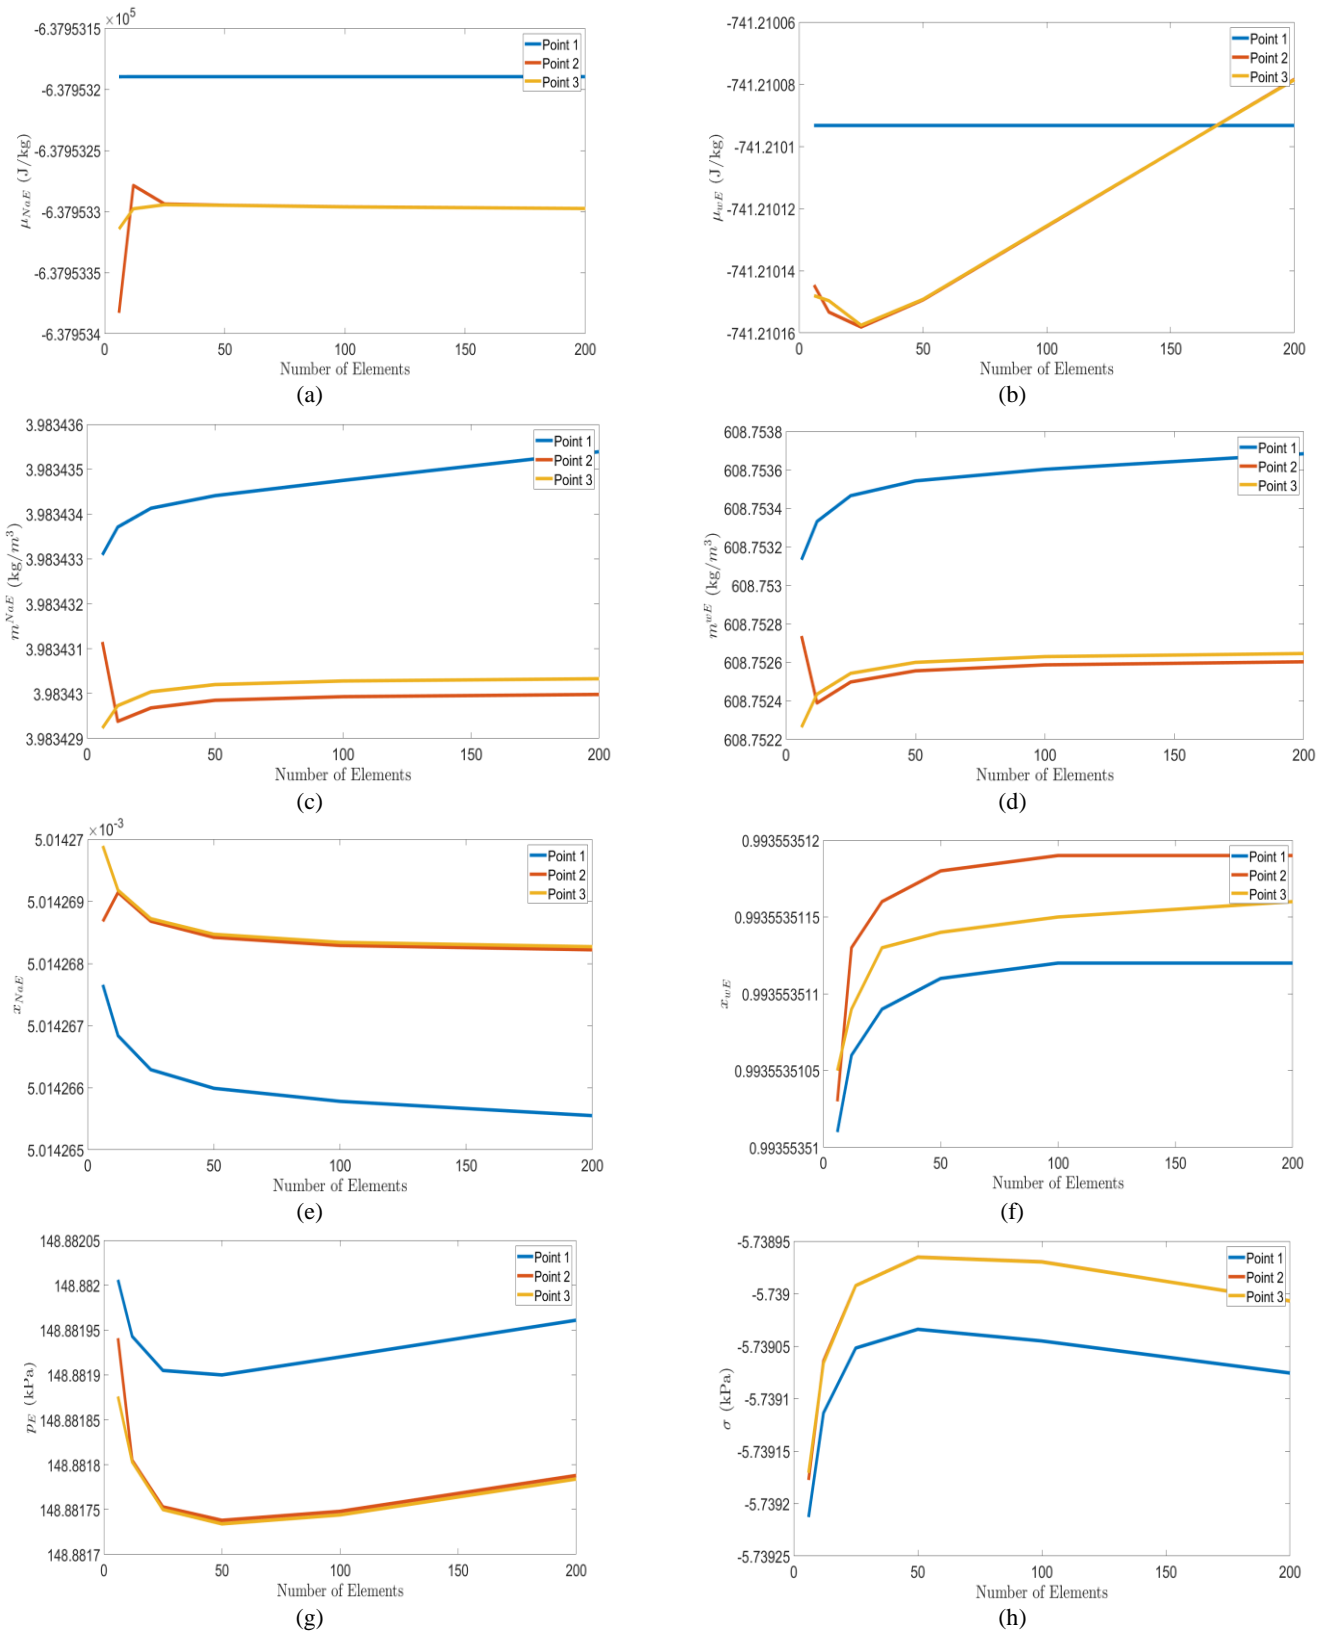 ×10⁵
-6.3795315
-6.379532
-6.3795325
-6.379533
-6.3795335
-6.379534
μ_NaE (J/kg)
0 50 100 150 200
Number of Elements
Point 1
Point 2
Point 3
(a)
-741.21006
-741.21008
-741.2101
-741.21012
-741.21014
-741.21016
μ_wE (J/kg)
0 50 100 150 200
Number of Elements
Point 1
Point 2
Point 3
(b)
3.983436
3.983435
3.983434
3.983433
3.983432
3.983431
3.98343
3.983429
m^NaE (kg/m³)
0 50 100 150 200
Number of Elements
Point 1
Point 2
Point 3
(c)
608.7538
608.7536
608.7534
608.7532
608.753
608.7528
608.7526
608.7524
608.7522
m^wE (kg/m³)
0 50 100 150 200
Number of Elements
Point 1
Point 2
Point 3
(d)
×10⁻³
5.01427
5.014269
5.014268
5.014267
5.014266
5.014265
x_NaE
0 50 100 150 200
Number of Elements
Point 1
Point 2
Point 3
(e)
0.993553512
0.9935535115
0.993553511
0.9935535105
0.99355351
x_wE
0 50 100 150 200
Number of Elements
Point 1
Point 2
Point 3
(f)
148.88205
148.882
148.88195
148.8819
148.88185
148.8818
148.88175
148.8817
p_E (kPa)
0 50 100 150 200
Number of Elements
Point 1
Point 2
Point 3
(g)
-5.73895
-5.739
-5.73905
-5.7391
-5.73915
-5.7392
-5.73925
σ (kPa)
0 50 100 150 200
Number of Elements
Point 1
Point 2
Point 3
(h)